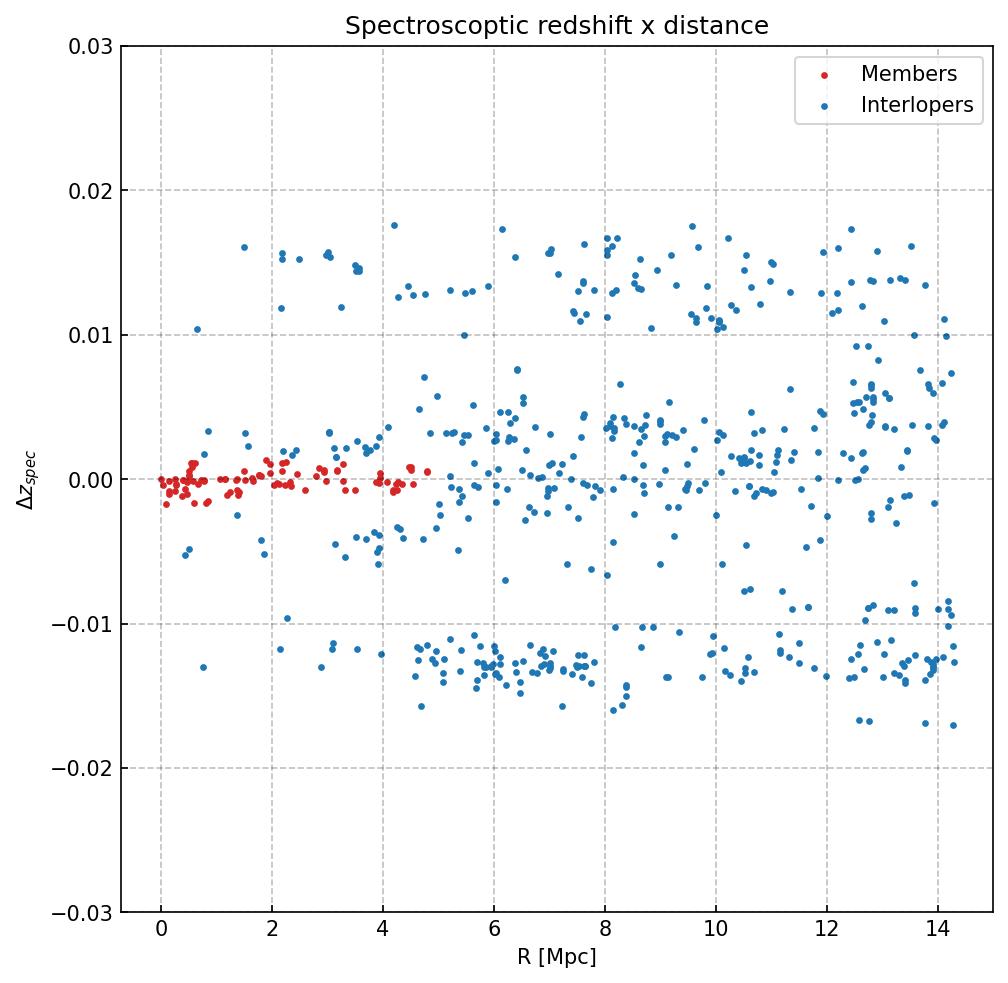 Spectroscoptic redshift x distance
Members
Interlopers
0.03
0.02
0.01
0.00
−0.01
−0.02
−0.03
Δz_spec
0 2 4 6 8 10 12 14
R [Mpc]